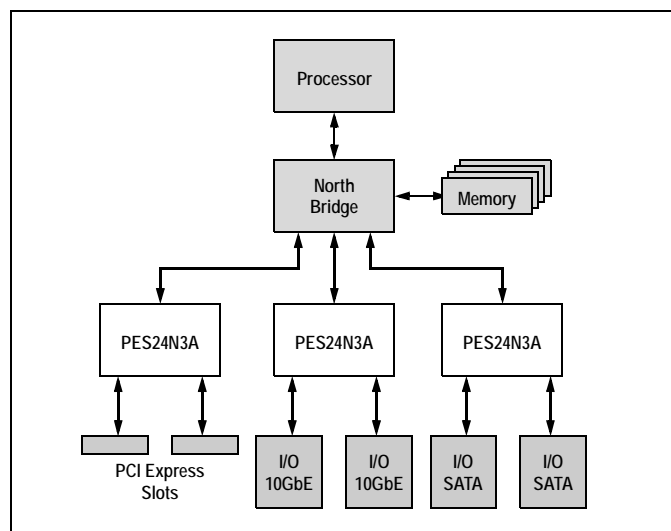 Processor
North
Bridge
Memory
PES24N3A
PES24N3A
PES24N3A
PCI Express
Slots
I/O
10GbE
I/O
10GbE
I/O
SATA
I/O
SATA